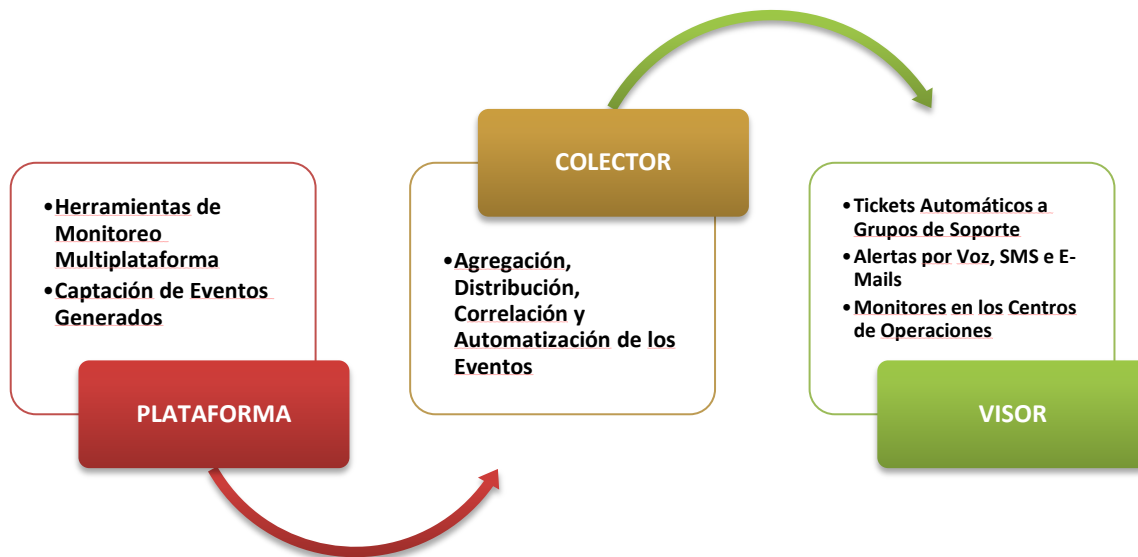 •Herramientas de
Monitoreo
Multiplataforma
•Captación de Eventos
Generados
PLATAFORMA
COLECTOR
•Agregación,
Distribución,
Correlación y
Automatización de los
Eventos
•Tickets Automáticos a
Grupos de Soporte
•Alertas por Voz, SMS e E-
Mails
•Monitores en los Centros
de Operaciones
VISOR